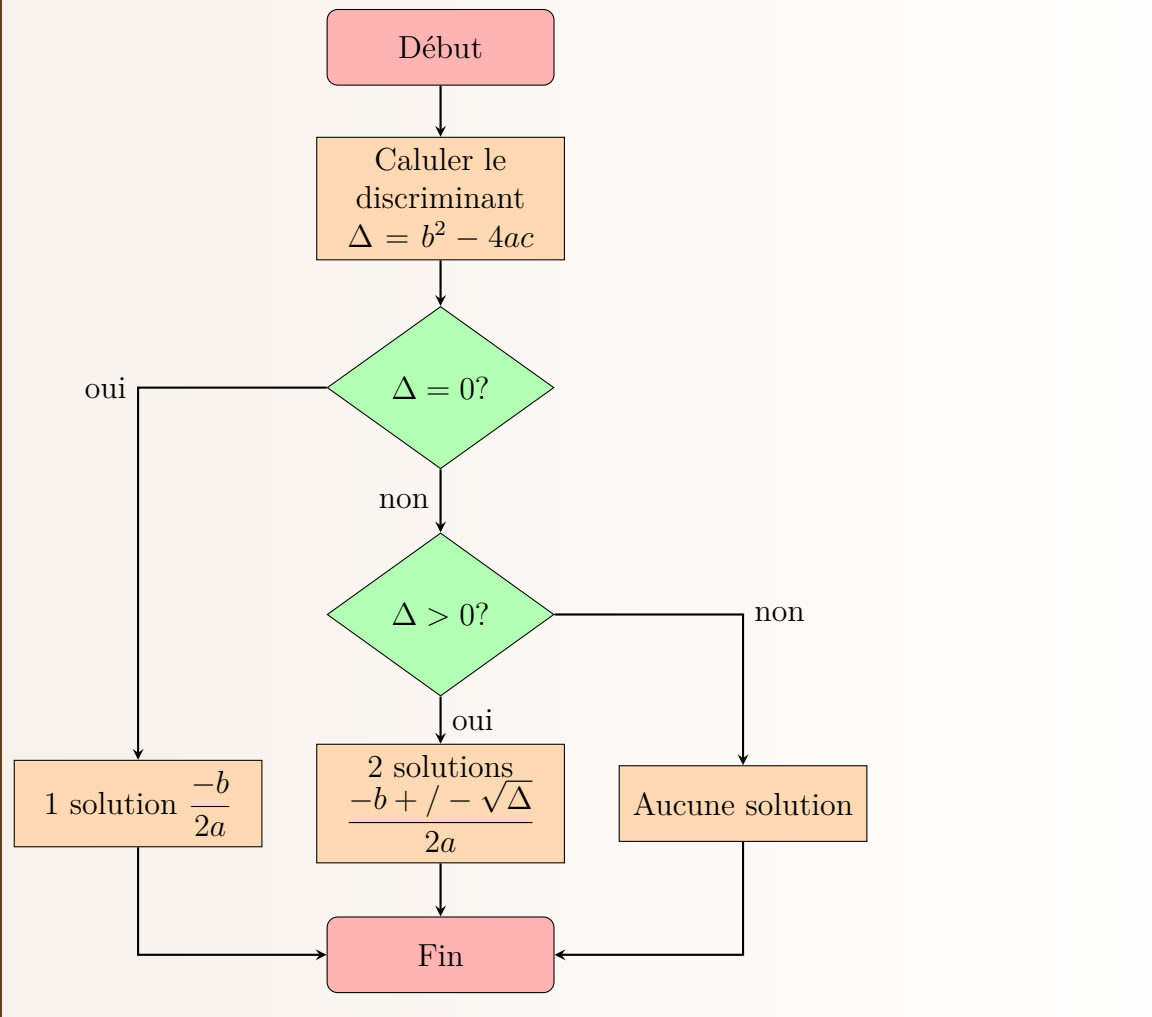 Début
Caluler le
discriminant
Δ = b² − 4ac
Δ = 0?
oui
non
Δ > 0?
non
oui
1 solution −b/2a
2 solutions
−b + / − √Δ
2a
Aucune solution
Fin